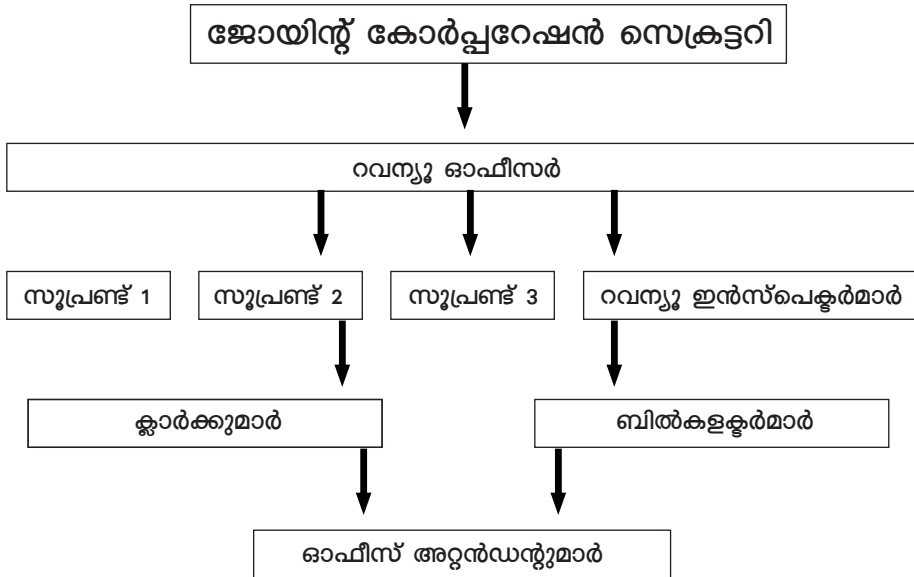 ജോയിന്റ് കോർപ്പറേഷൻ സെക്രട്ടറി
റവന്യൂ ഓഫീസർ
സൂപ്രണ്ട് 1 സൂപ്രണ്ട് 2 സൂപ്രണ്ട് 3 റവന്യൂ ഇൻസ്പെക്ടർമാർ
ക്ലാർക്കുമാർ ബിൽകളക്ടർമാർ
ഓഫീസ് അറ്റൻഡന്റുമാർ